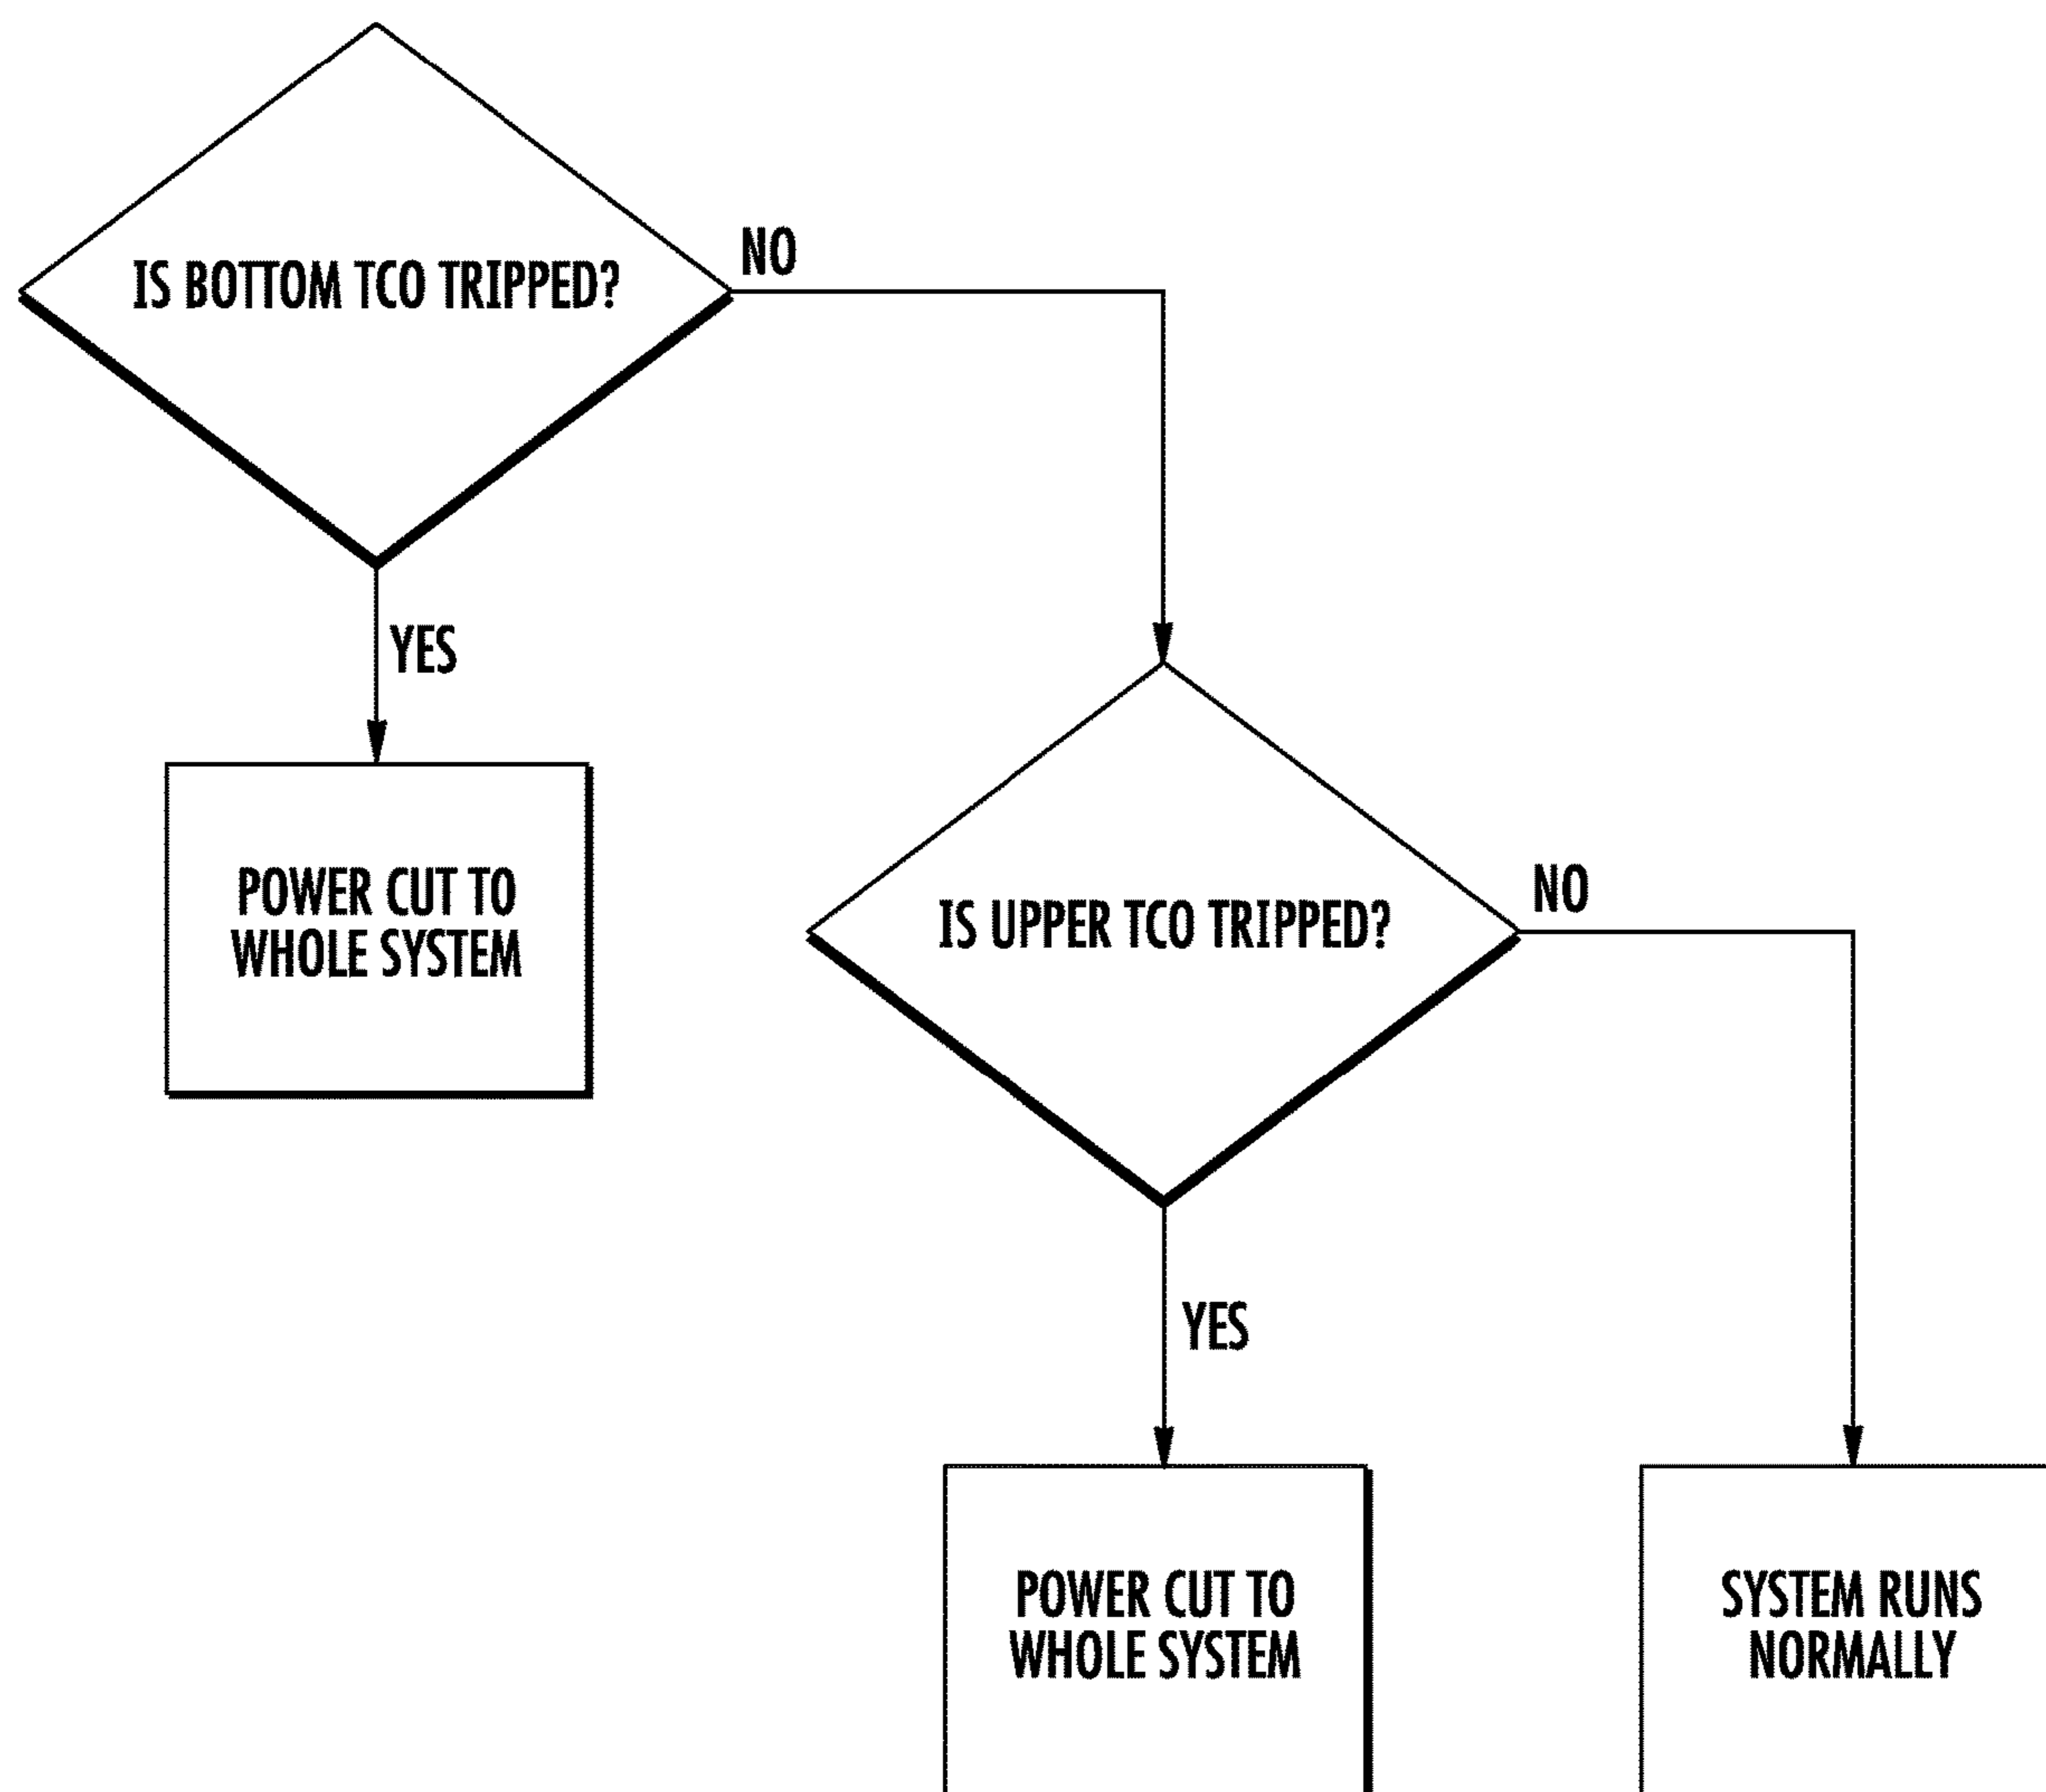 IS BOTTOM TCO TRIPPED?
NO
YES
POWER CUT TO
WHOLE SYSTEM
IS UPPER TCO TRIPPED?
NO
YES
POWER CUT TO
WHOLE SYSTEM
SYSTEM RUNS
NORMALLY